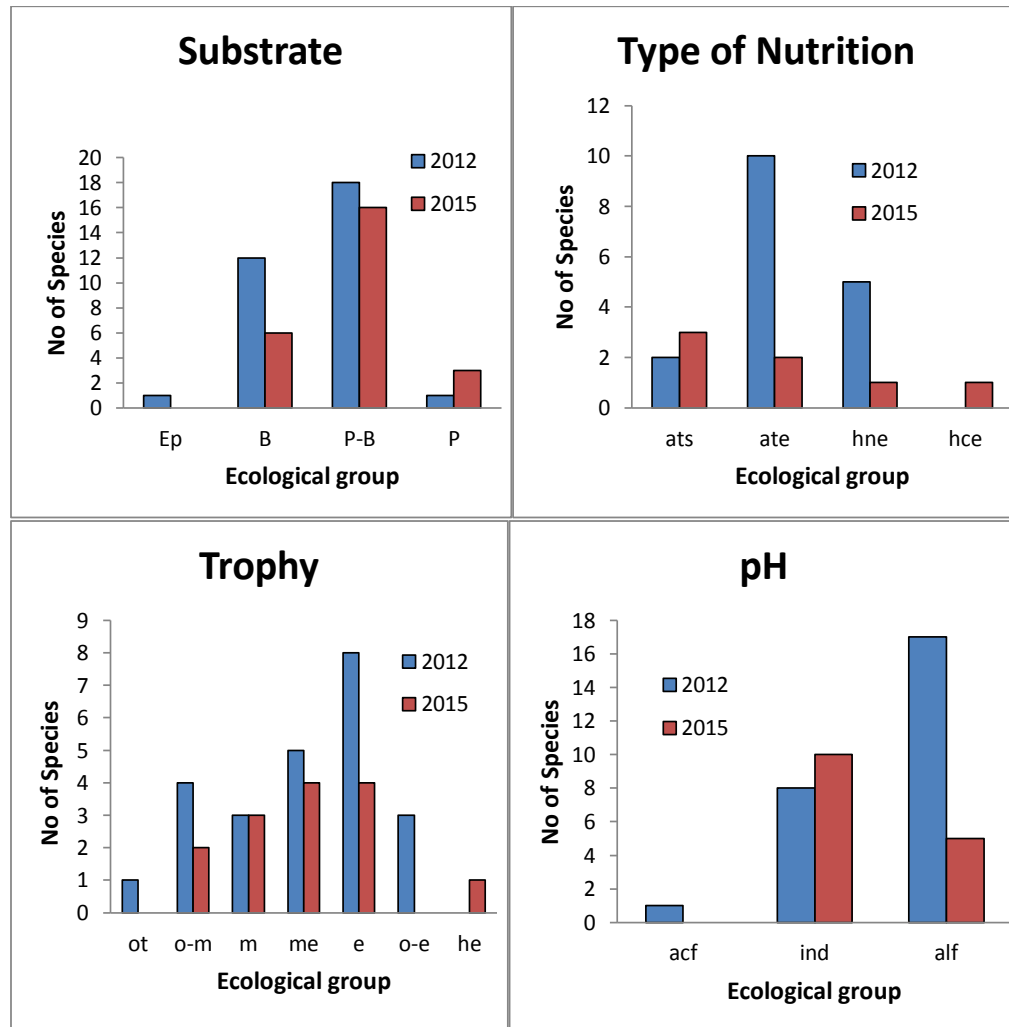 Substrate
20
18
16
14
12
10
8
6
4
2
0
No of Species
2012
2015
Ep B P-B P
Ecological group
Type of Nutrition
12
10
8
6
4
2
0
No of Species
2012
2015
ats ate hne hce
Ecological group
Trophy
9
8
7
6
5
4
3
2
1
0
No of Species
2012
2015
ot o-m m me e o-e he
Ecological group
pH
18
16
14
12
10
8
6
4
2
0
No of Species
2012
2015
acf ind alf
Ecological group